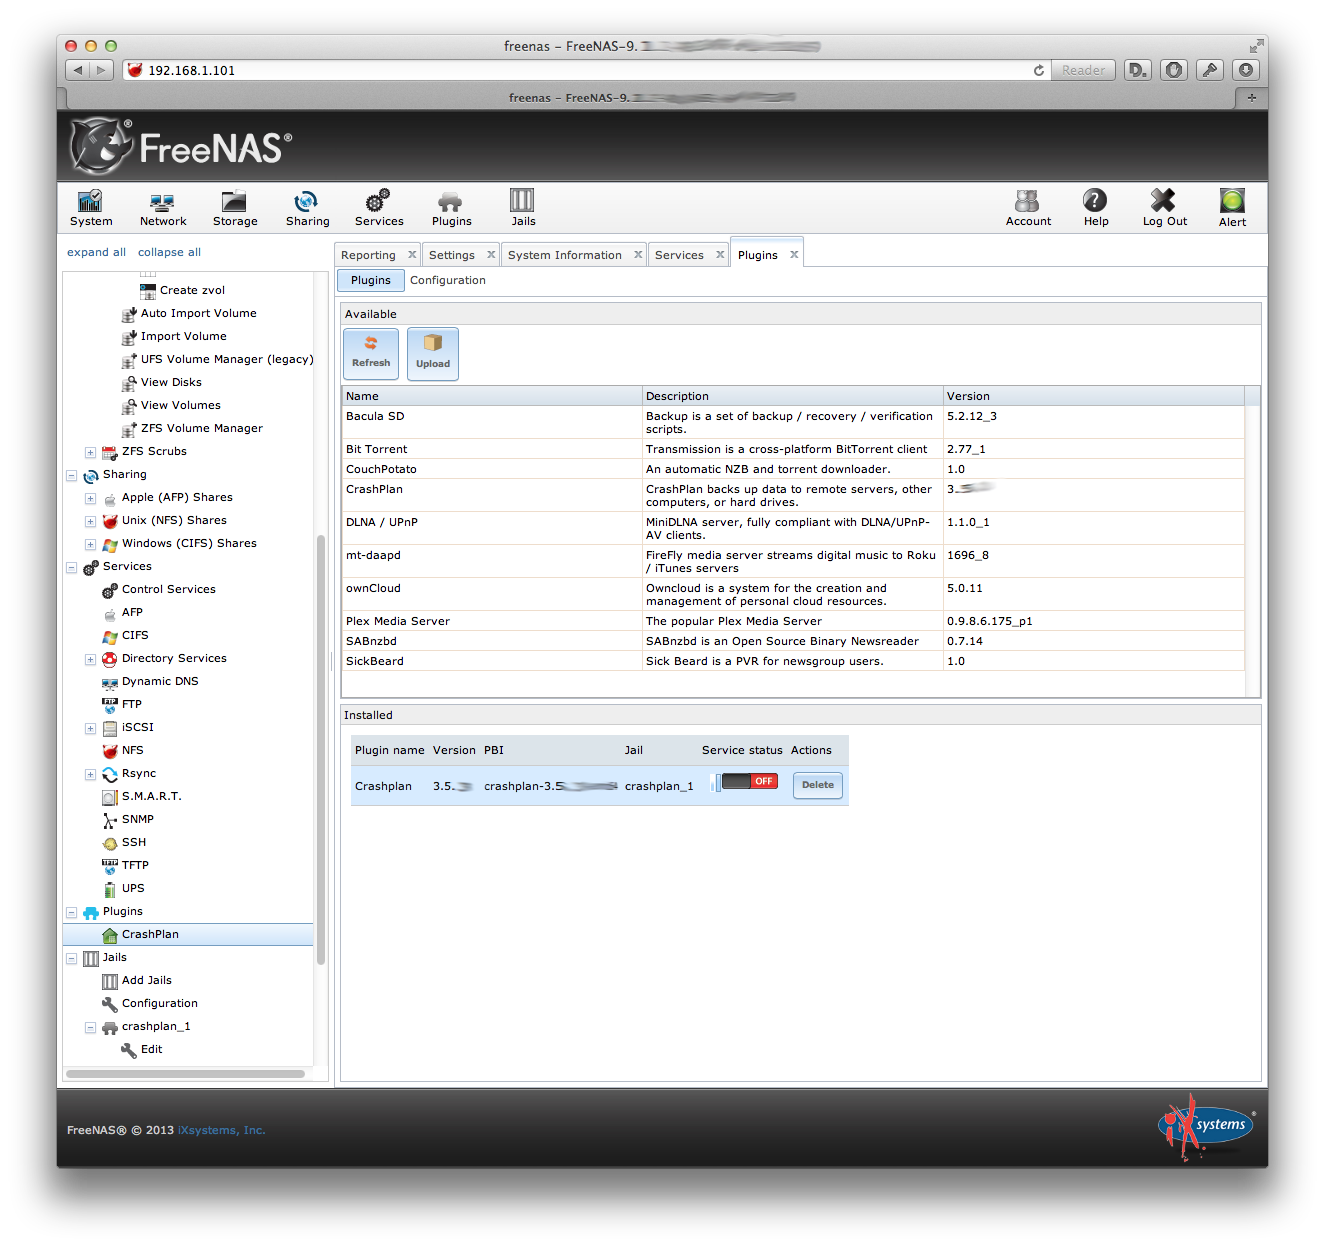 freenas – FreeNAS-9.
192.168.1.101
Reader
D.
freenas – FreeNAS-9.
FreeNAS®
System Network Storage Sharing Services Plugins Jails Account Help Log Out Alert
expand all collapse all
Reporting X Settings X System Information X Services X Plugins X
Plugins Configuration
Create zvol
Auto Import Volume
Import Volume
UFS Volume Manager (legacy)
View Disks
View Volumes
ZFS Volume Manager
ZFS Scrubs
Sharing
Apple (AFP) Shares
Unix (NFS) Shares
Windows (CIFS) Shares
Services
Control Services
AFP
CIFS
Directory Services
Dynamic DNS
FTP
iSCSI
NFS
Rsync
S.M.A.R.T.
SNMP
SSH
TFTP
UPS
Plugins
CrashPlan
Jails
Add Jails
Configuration
crashplan_1
Edit
Available
Refresh Upload
Name Description Version
Bacula SD Backup is a set of backup / recovery / verification 5.2.12_3
scripts.
Bit Torrent Transmission is a cross-platform BitTorrent client 2.77_1
CouchPotato An automatic NZB and torrent downloader. 1.0
CrashPlan CrashPlan backs up data to remote servers, other 3.
computers, or hard drives.
DLNA / UPnP MiniDLNA server, fully compliant with DLNA/UPnP- 1.1.0_1
AV clients.
mt-daapd FireFly media server streams digital music to Roku 1696_8
/ iTunes servers
ownCloud Owncloud is a system for the creation and 5.0.11
management of personal cloud resources.
Plex Media Server The popular Plex Media Server 0.9.8.6.175_p1
SABnzbd SABnzbd is an Open Source Binary Newsreader 0.7.14
SickBeard Sick Beard is a PVR for newsgroup users. 1.0
Installed
Plugin name Version PBI Jail Service status Actions
Crashplan 3.5. crashplan-3.5 crashplan_1 OFF Delete
FreeNAS® © 2013 iXsystems, Inc.
iXsystems®